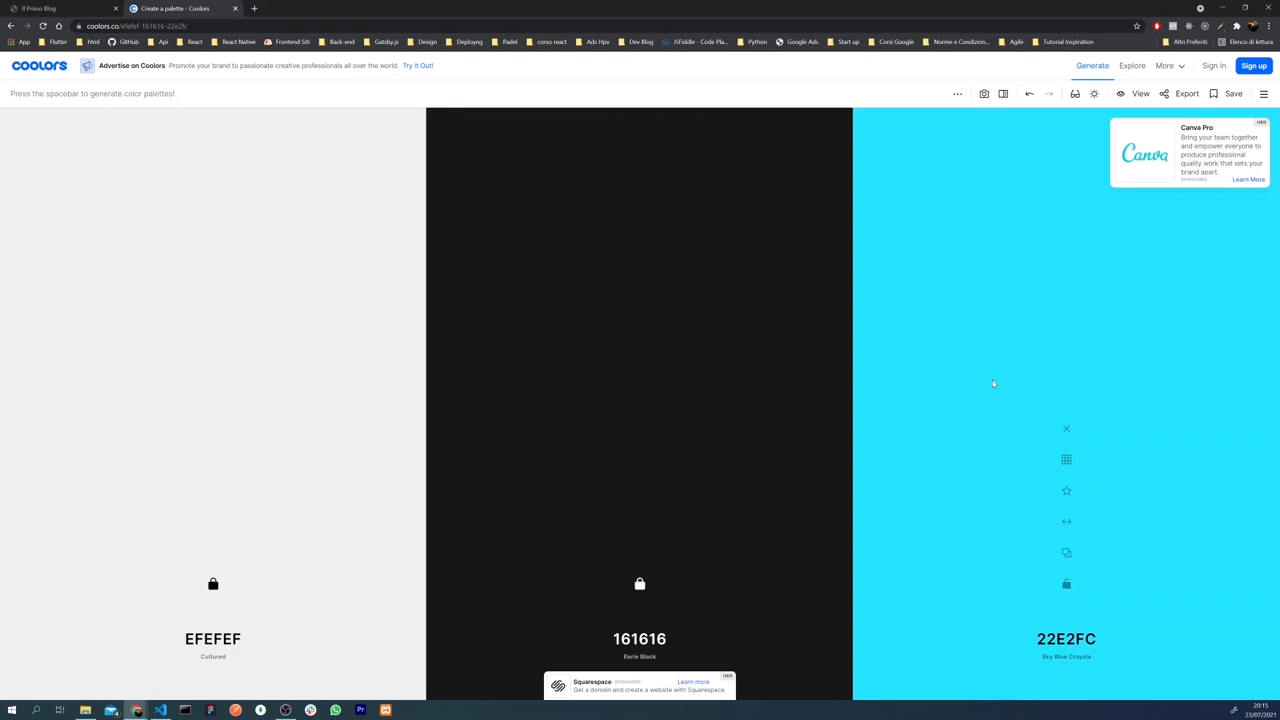 Il Primo Blog
Create a palette - Coolors
coolors.co/efefef-161616-22e2fc
App
Flutter
html
GitHub
Api
React
React Native
Frontend Siti
Back-end
Gatsby.js
Design
Deployng
Padel
corso react
Ads Hpv
Dev Blog
JSFiddle - Code Pla...
Python
Google Ads
Start up
Corsi Google
Norme e Condizion...
Agile
Tutorial Inspiration
Altri Preferiti
Elenco di lettura
COOLORS
Advertise on Coolors
Promote your brand to passionate creative professionals all over the world.
Try It Out!
Generate
Explore
More
Sign in
Sign up
Press the spacebar to generate color palettes!
View
Export
Save
HIDE
Canva
Canva Pro
Bring your team together
and empower everyone to
produce professional
quality work that sets your
brand apart.
SPONSORED
Learn More
EFEFEF
Cultured
161616
Eerie Black
22E2FC
Sky Blue Crayola
HIDE
Squarespace SPONSORED Learn more
Get a domain and create a website with Squarespace
Pr
20:15
23/07/2021